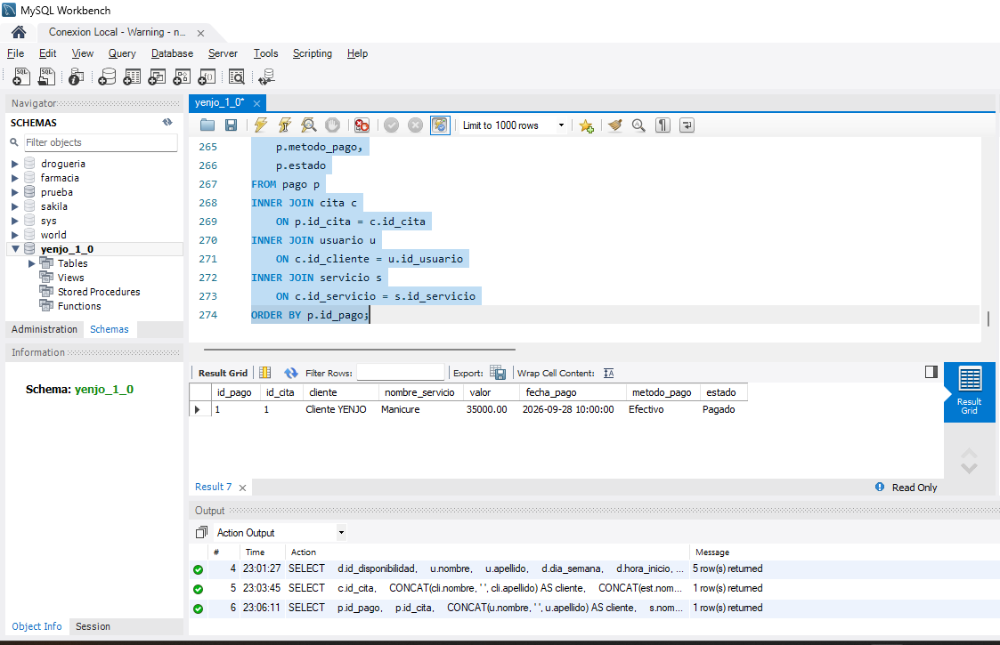 MySQL Workbench
Conexion Local - Warning - n...
File Edit View Query Database Server Tools Scripting Help
Navigator
SCHEMAS
Filter objects
drogueria
farmacia
prueba
sakila
sys
world
yenjo_1_0
Tables
Views
Stored Procedures
Functions
Administration Schemas
Information
Schema: yenjo_1_0
Object Info Session
yenjo_1_0*
Limit to 1000 rows
265 p.metodo_pago,
266 p.estado
267 FROM pago p
268 INNER JOIN cita c
269 ON p.id_cita = c.id_cita
270 INNER JOIN usuario u
271 ON c.id_cliente = u.id_usuario
272 INNER JOIN servicio s
273 ON c.id_servicio = s.id_servicio
274 ORDER BY p.id_pago;
Result Grid Filter Rows: Export: Wrap Cell Content:
id_pago id_cita cliente nombre_servicio valor fecha_pago metodo_pago estado
1 1 Cliente YENJO Manicure 35000.00 2026-09-28 10:00:00 Efectivo Pagado
Result
Grid
Result 7 Read Only
Output
Action Output
# Time Action Message
4 23:01:27 SELECT d.id_disponibilidad, u.nombre, u.apellido, d.dia_semana, d.hora_inicio, ... 5 row(s) returned
5 23:03:45 SELECT c.id_cita, CONCAT(cli.nombre, ' ', cli.apellido) AS cliente, CONCAT(est.nom... 1 row(s) returned
6 23:06:11 SELECT p.id_pago, p.id_cita, CONCAT(u.nombre, ' ', u.apellido) AS cliente, s.nom... 1 row(s) returned